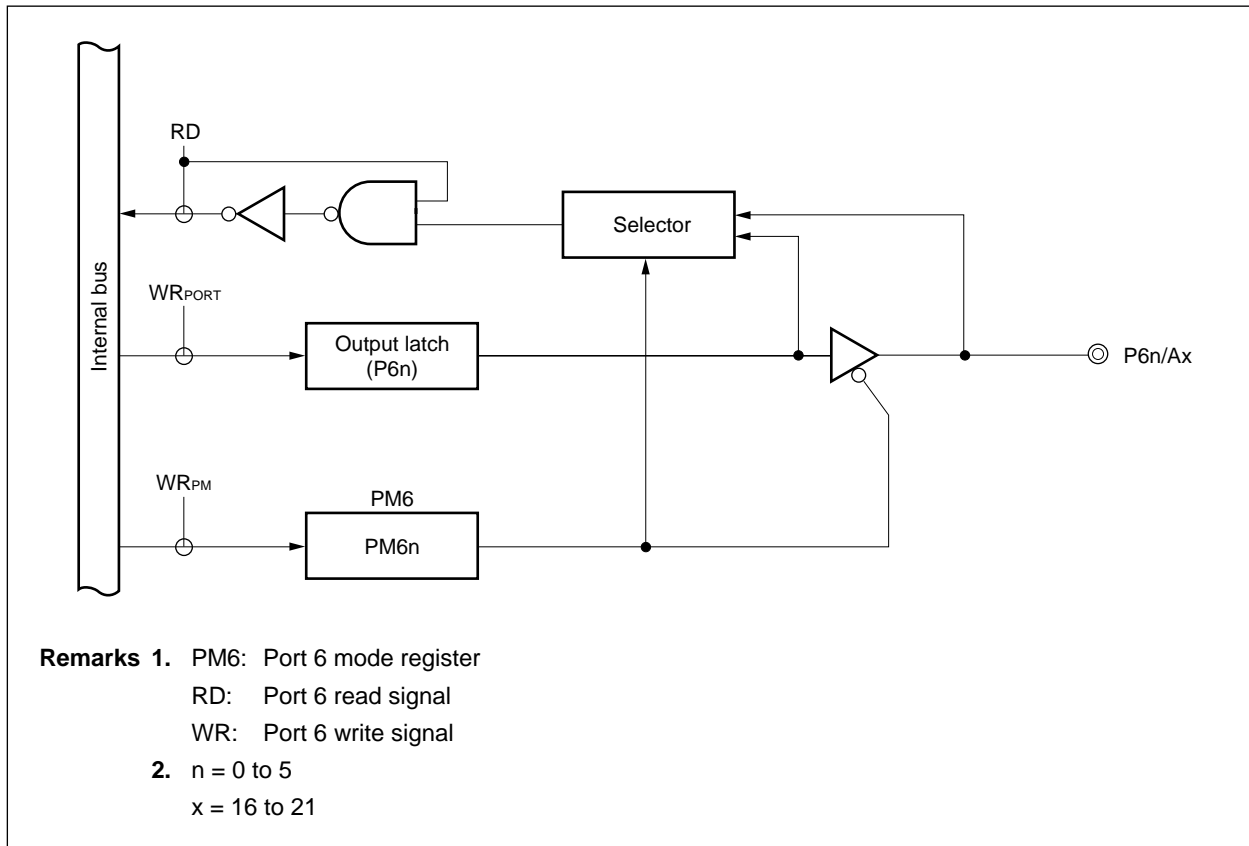 RD
Selector
Internal bus
WRPORT
Output latch
(P6n)
P6n/Ax
WRPM
PM6
PM6n
Remarks 1. PM6: Port 6 mode register
RD: Port 6 read signal
WR: Port 6 write signal
2. n = 0 to 5
x = 16 to 21